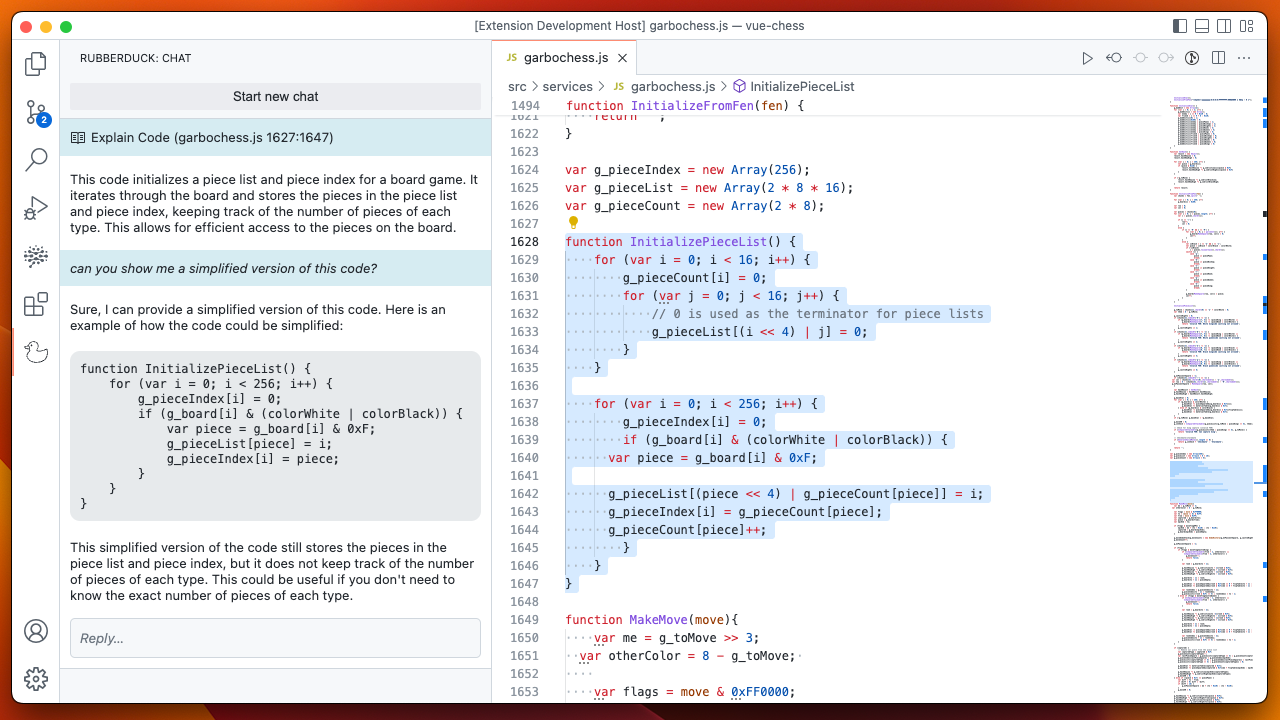 [Extension Development Host] garbochess.js — vue-chess
RUBBERDUCK: CHAT
Start new chat
Explain Code (garbochess.js 1627:0-1647)
This code initializes a piece list and piece index for a board game. It
iterates through the board and stores the pieces in the piece list
and piece index, keeping track of the number of pieces of each
type. This allows for efficient access to the pieces on the board.
can you show me a simplified version of this code?
Sure, I can provide a simplified version of this code. Here is an
example of how the code could be simplified:
function InitializePieceList() {
for (var i = 0; i < 256; i++) {
g_pieceIndex[i] = 0;
if (g_board[i] & (colorWhite | colorBlack)) {
var piece = g_board[i] & 0xF;
g_pieceList[piece] = i;
g_pieceIndex[i] = piece;
}
}
}
This simplified version of the code still stores the pieces in the
piece list and piece index, but it does not keep track of the number
of pieces of each type. This could be useful if you don't need to
know the exact number of pieces of each type.
Reply...
2
JS garbochess.js
src > services > JS garbochess.js > InitializePieceList
1494 function InitializeFromFen(fen) {
1621 return '';
1622 }
1623
1624 var g_pieceIndex = new Array(256);
1625 var g_pieceList = new Array(2 * 8 * 16);
1626 var g_pieceCount = new Array(2 * 8);
1627
1628 function InitializePieceList() {
1629 for (var i = 0; i < 16; i++) {
1630 g_pieceCount[i] = 0;
1631 for (var j = 0; j < 16; j++) {
1632 // 0 is used as the terminator for piece lists
1633 g_pieceList[(i << 4) | j] = 0;
1634 }
1635 }
1636
1637 for (var i = 0; i < 256; i++) {
1638 g_pieceIndex[i] = 0;
1639 if (g_board[i] & (colorWhite | colorBlack)) {
1640 var piece = g_board[i] & 0xF;
1641
1642 g_pieceList[(piece << 4) | g_pieceCount[piece]] = i;
1643 g_pieceIndex[i] = g_pieceCount[piece];
1644 g_pieceCount[piece]++;
1645 }
1646 }
1647 }
1648
1649 function MakeMove(move){
1650 var me = g_toMove >> 3;
1651 var otherColor = 8 - g_toMove;
1652
1653 var flags = move & 0xFF0000;